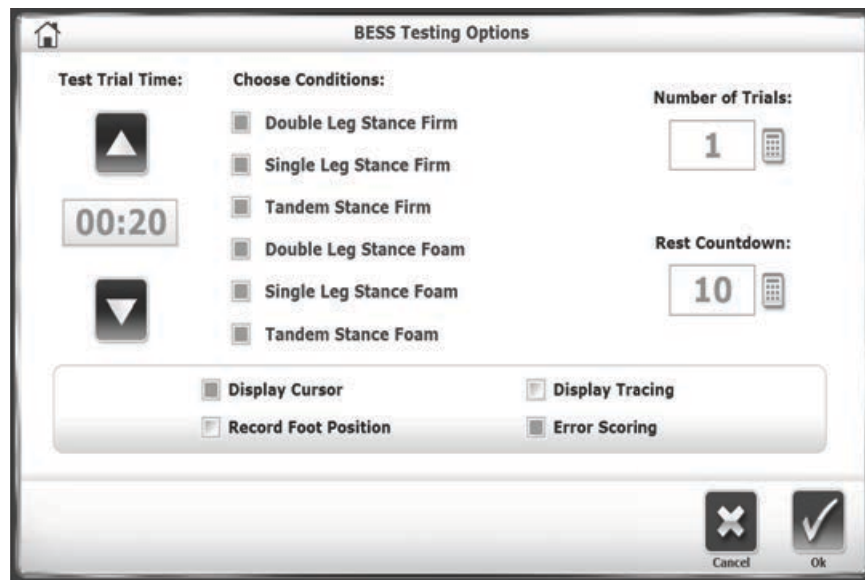 BESS Testing Options
Test Trial Time:
Choose Conditions:
Number of Trials:
Double Leg Stance Firm
Single Leg Stance Firm
Tandem Stance Firm
Double Leg Stance Foam
Single Leg Stance Foam
Tandem Stance Foam
00:20
1
Rest Countdown:
10
Display Cursor
Display Tracing
Record Foot Position
Error Scoring
Cancel
Ok